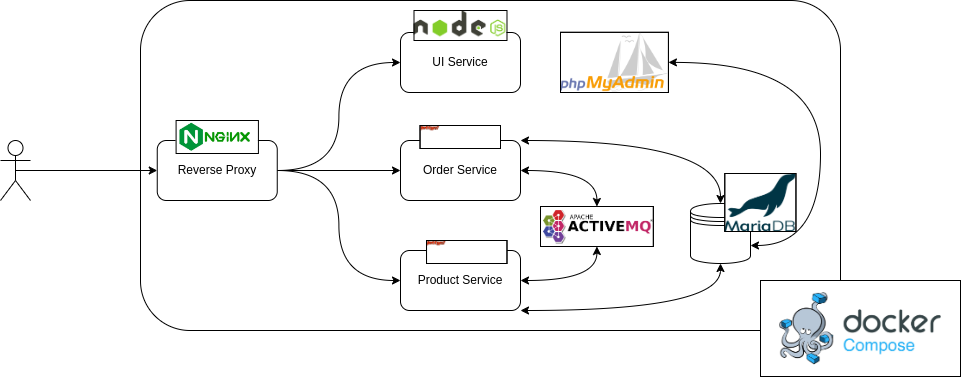 node
JS
UI Service
phpMyAdmin
NGINX
Reverse Proxy
Order Service
MariaDB
APACHE
ACTIVEMQ
Product Service
docker
Compose